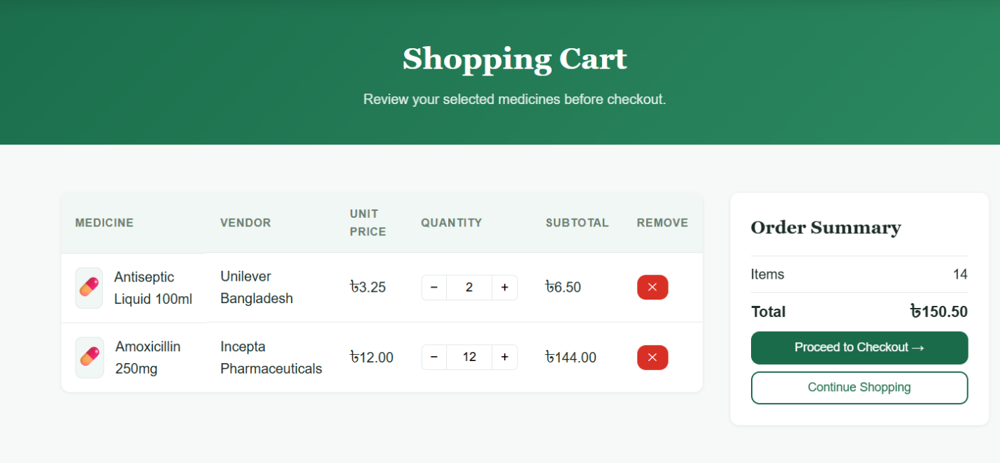 Shopping Cart
Review your selected medicines before checkout.
MEDICINE
VENDOR
UNIT
PRICE
QUANTITY
SUBTOTAL
REMOVE
Antiseptic
Liquid 100ml
Unilever
Bangladesh
৳3.25
− 2 +
৳6.50
×
Amoxicillin
250mg
Incepta
Pharmaceuticals
৳12.00
− 12 +
৳144.00
×
Order Summary
Items 14
Total ৳150.50
Proceed to Checkout →
Continue Shopping